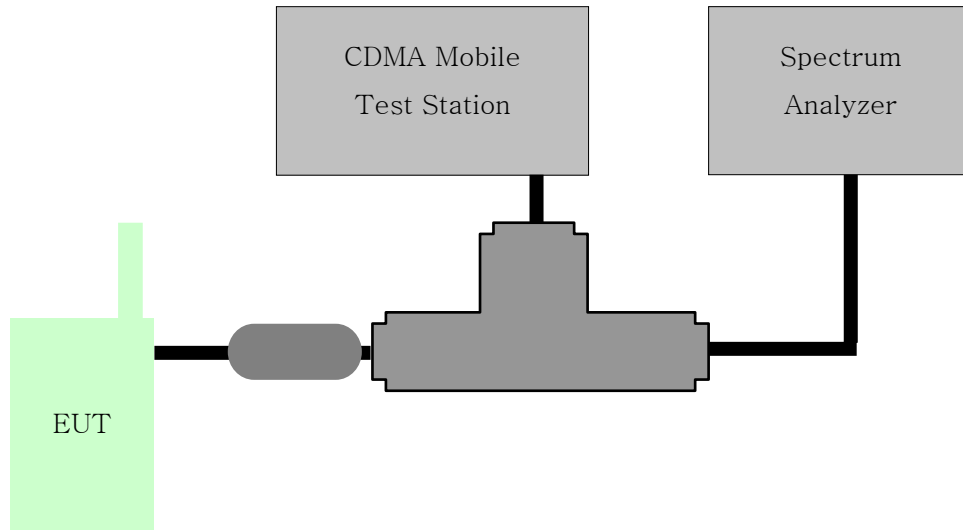 CDMA Mobile
Test Station
Spectrum
Analyzer
EUT